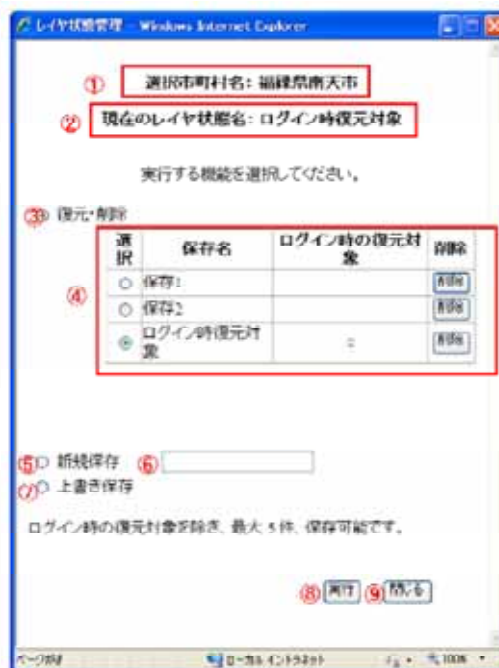 レイヤ状態管理 - Windows Internet Explorer
① 選択市町村名: 福縁県南天市
② 現在のレイヤ状態名: ログイン時復元対象
実行する機能を選択してください。
③ 復元・削除
選択 保存名 ログイン時の復元対象 削除
④
保存1 削除
保存2 削除
ログイン時復元対象 削除
⑤ 新規保存 ⑥
⑦ 上書き保存
ログイン時の復元対象を除き、最大 5 件、保存可能です。
⑧ 実行 ⑨ 閉じる
ローカル イントラネット 100%